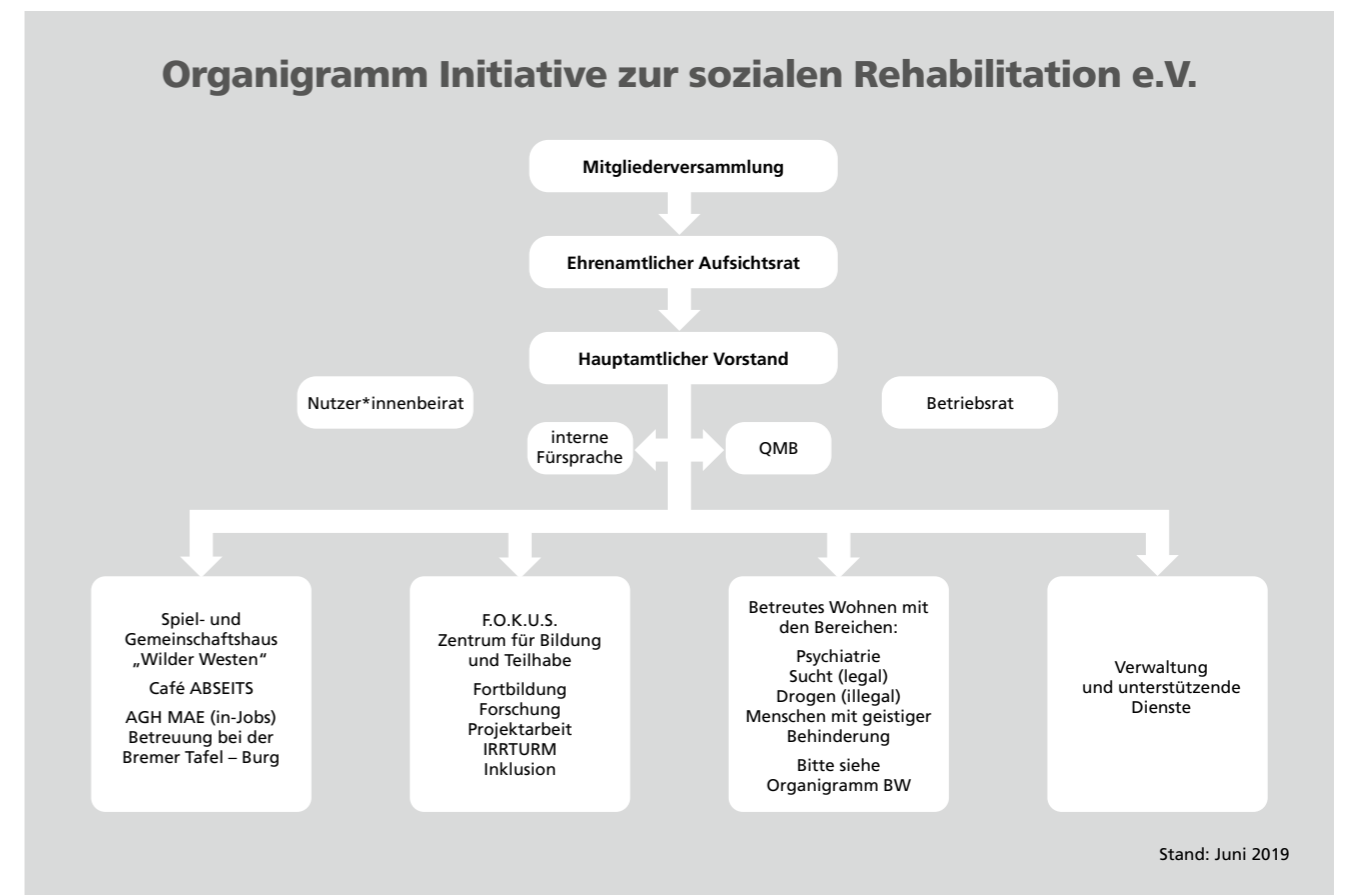 Organigramm Initiative zur sozialen Rehabilitation e.V.
Mitgliederversammlung
Ehrenamtlicher Aufsichtsrat
Hauptamtlicher Vorstand
Nutzer*innenbeirat
Betriebsrat
interne
Fürsprache
QMB
Spiel- und
Gemeinschaftshaus
„Wilder Westen“
Café ABSEITS
AGH MAE (in-Jobs)
Betreuung bei der
Bremer Tafel – Burg
F.O.K.U.S.
Zentrum für Bildung
und Teilhabe
Fortbildung
Forschung
Projektarbeit
IRRTURM
Inklusion
Betreutes Wohnen mit
den Bereichen:
Psychiatrie
Sucht (legal)
Drogen (illegal)
Menschen mit geistiger
Behinderung
Bitte siehe
Organigramm BW
Verwaltung
und unterstützende
Dienste
Stand: Juni 2019